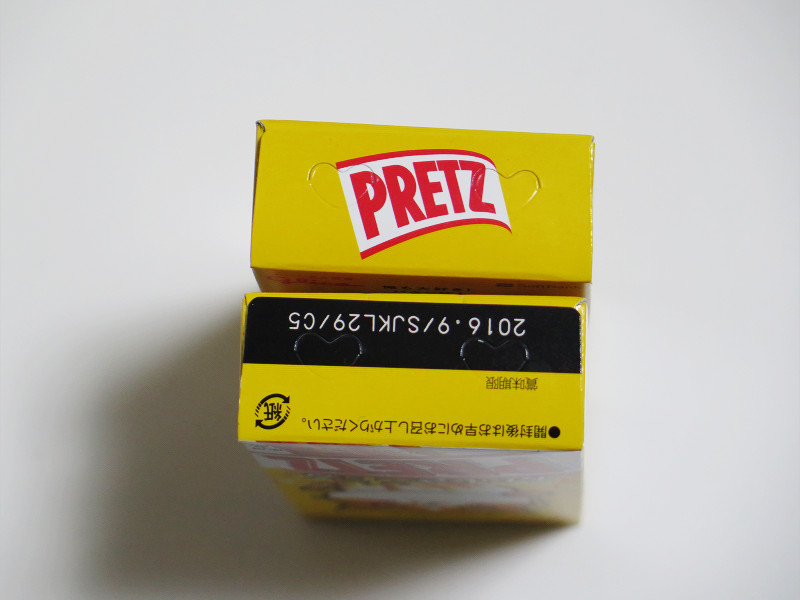 PRETZ
2016.9/SJKL29/C5
賞味期限
●開封後はお早めにお召し上がりください。
紙